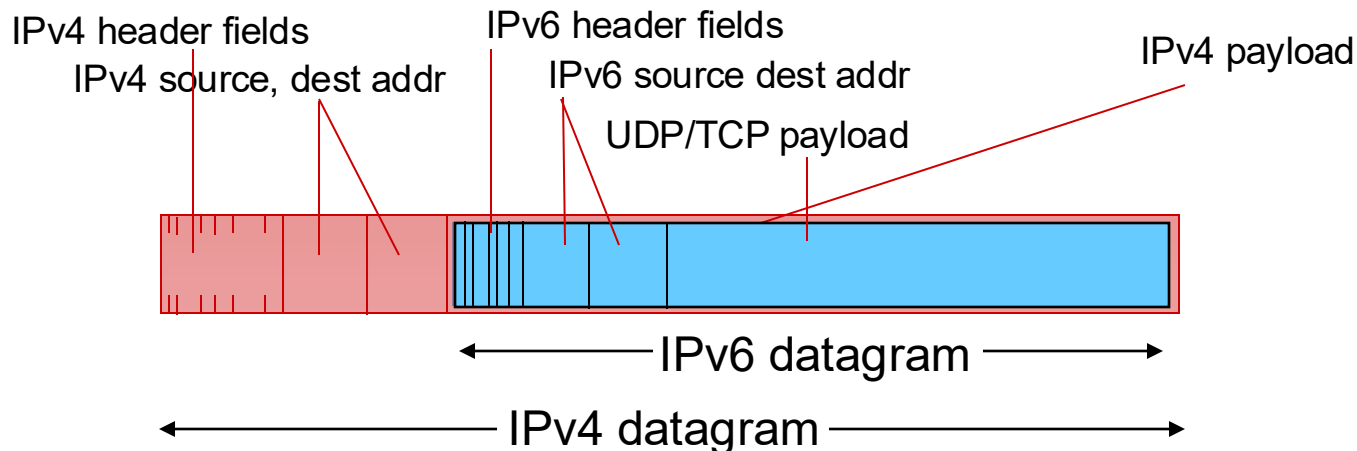 IPv4 header fields
IPv6 header fields
IPv4 payload
IPv4 source, dest addr
IPv6 source dest addr
UDP/TCP payload
IPv6 datagram
IPv4 datagram